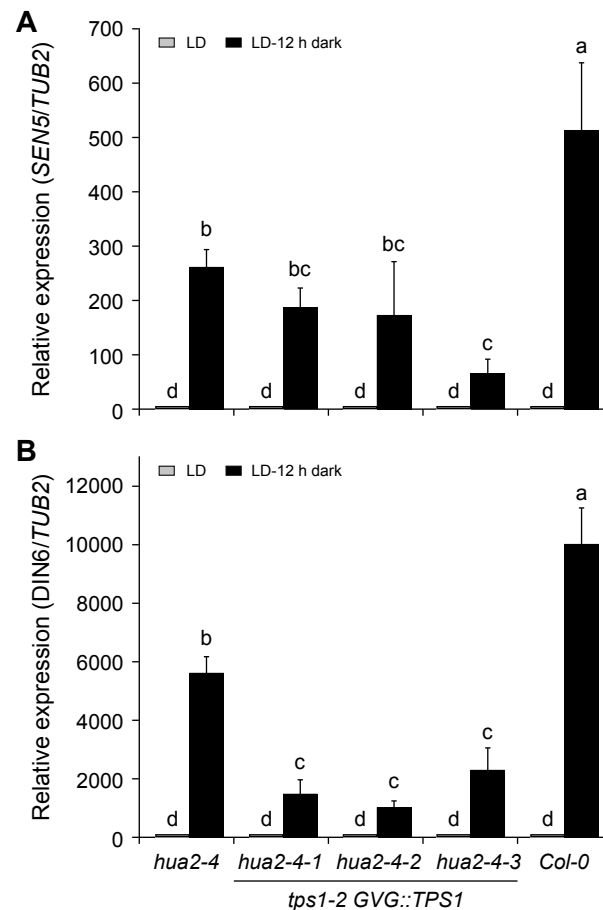 A
Relative expression (SEN5/TUB2)
LD LD-12 h dark
700
600
500
400
300
200
100
0
d b d bc d bc d c d a
B
Relative expression (DIN6/TUB2)
LD LD-12 h dark
12000
10000
8000
6000
4000
2000
0
d b d c d c d c d a
hua2-4 hua2-4-1 hua2-4-2 hua2-4-3 Col-0
tps1-2 GVG::TPS1